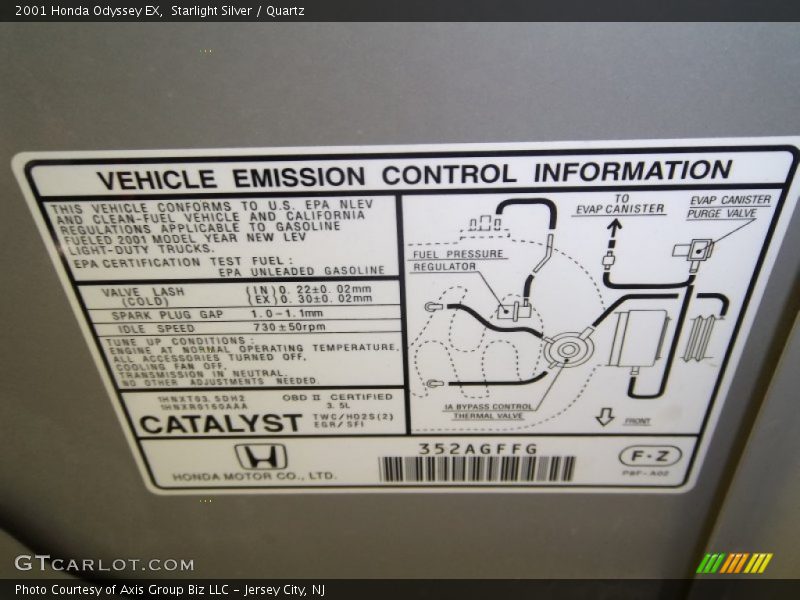 2001 Honda Odyssey EX, Starlight Silver / Quartz
VEHICLE EMISSION CONTROL INFORMATION
THIS VEHICLE CONFORMS TO U.S. EPA NLEV
AND CLEAN-FUEL VEHICLE AND CALIFORNIA
REGULATIONS APPLICABLE TO GASOLINE
FUELED 2001 MODEL YEAR NEW LEV
LIGHT-DUTY TRUCKS.
EPA CERTIFICATION TEST FUEL :
EPA UNLEADED GASOLINE
VALVE LASH (IN) 0. 22±0. 02mm
(COLD) (EX) 0. 30±0. 02mm
SPARK PLUG GAP 1. 0-1. 1mm
IDLE SPEED 730±50rpm
TUNE UP CONDITIONS :
ENGINE AT NORMAL OPERATING TEMPERATURE,
ALL ACCESSORIES TURNED OFF,
COOLING FAN OFF,
TRANSMISSION IN NEUTRAL.
NO OTHER ADJUSTMENTS NEEDED.
1HNXT03. 5DH2 OBD II CERTIFIED
1HNXR0150AAA 3. 5L
CATALYST TWC/HO2S(2)
EGR/SFI
TO
EVAP CANISTER
EVAP CANISTER
PURGE VALVE
FUEL PRESSURE
REGULATOR
IA BYPASS CONTROL
THERMAL VALVE
FRONT
HONDA MOTOR CO., LTD.
352AGFFG
F-Z
P8F-A02
GTCARLOT.COM
Photo Courtesy of Axis Group Biz LLC – Jersey City, NJ